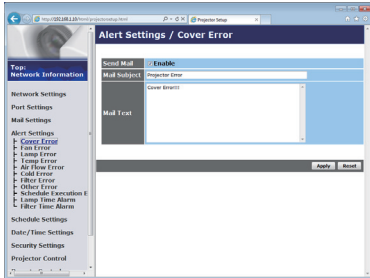 http://192.168.1.10/html/projectorsetup.html
Projector Setup
Alert Settings / Cover Error
Top:
Network Information
Network Settings
Port Settings
Mail Settings
Alert Settings
Cover Error
Fan Error
Lamp Error
Temp Error
Air Flow Error
Cold Error
Filter Error
Other Error
Schedule Execution E
Lamp Time Alarm
Filter Time Alarm
Schedule Settings
Date/Time Settings
Security Settings
Projector Control
Send Mail
Enable
Mail Subject
Projector Error
Mail Text
Cover Error!!!
Apply
Reset